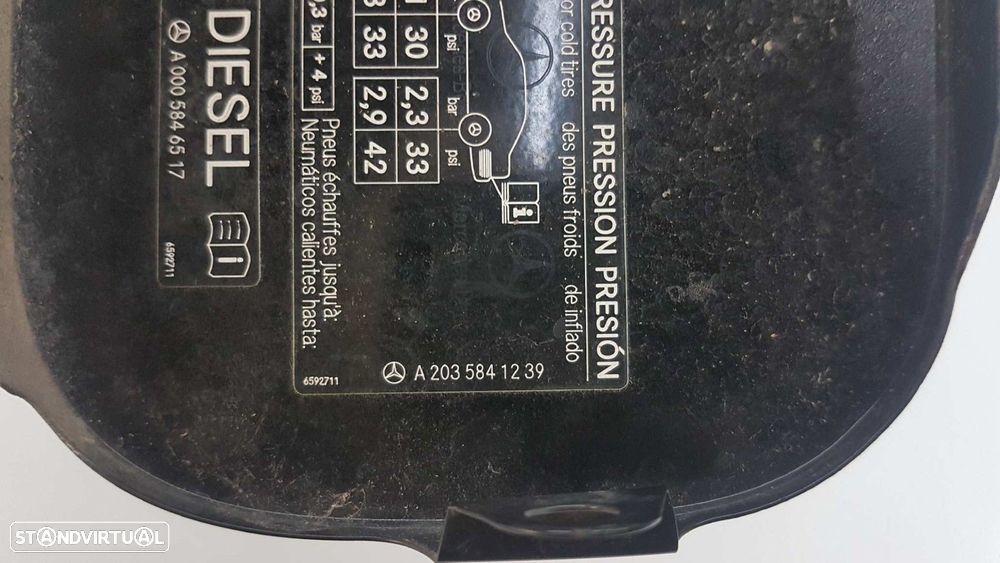 DIESEL
A 000 584 65 17
6592711
RESSURE PRESSION PRESIÓN
or cold tires des pneus froids de inflado
psi bar psi
30 2,3 33
33 2,9 42
,3 bar + 4 psi
Pneus échauffes jusqu'à:
Neumáticos calientes hasta:
A 203 584 12 39
6592711
STANDVIRTUAL